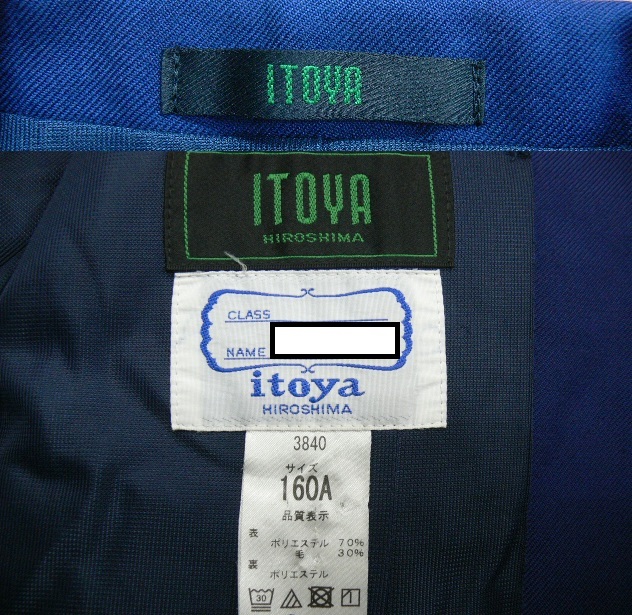 ITOYA
ITOYA
HIROSHIMA
CLASS
NAME
itoya
HIROSHIMA
3840
サイズ
160A
品質表示
表
ポリエステル 70%
毛 30%
裏
ポリエステル
30